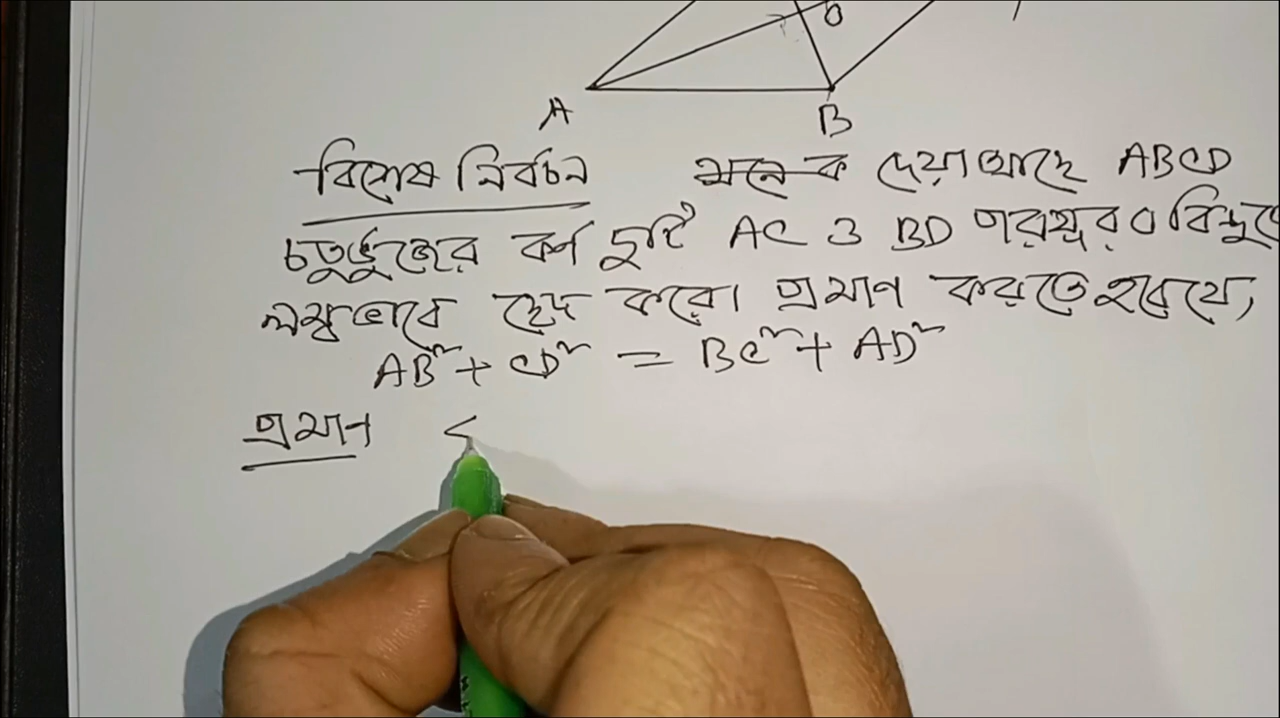 O
A
B
বিশেষ নির্বচন মনে ক দেয়া আছে ABCD
চতুর্ভুজের কর্ণ দুটি AC ও BD পরস্পর O বিন্দুতে
লম্বভাবে ছেদ করে। প্রমাণ করতে হবে যে,
AB² + CD² = BC² + AD²
প্রমাণ